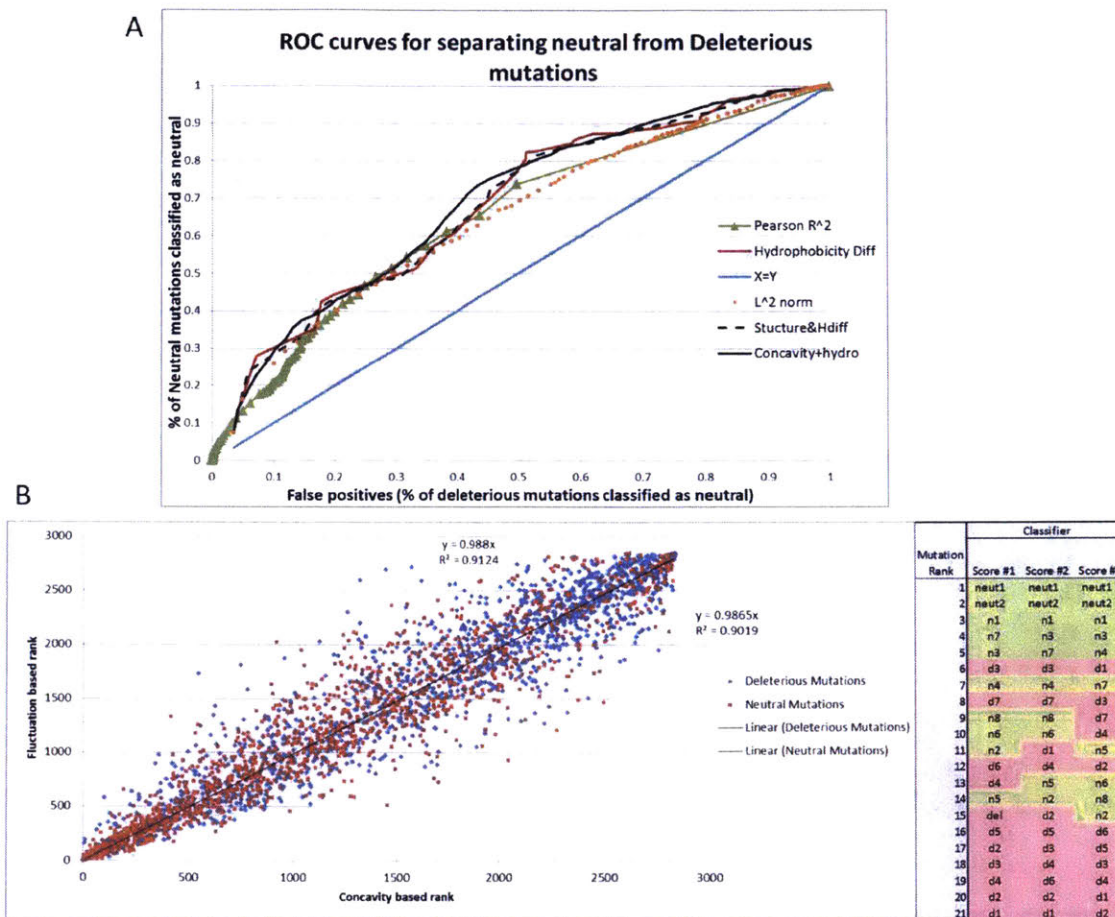 A
ROC curves for separating neutral from Deleterious
mutations
% of Neutral mutations classified as neutral
1
0.9
0.8
0.7
0.6
0.5
0.4
0.3
0.2
0.1
0
0
0.1
0.2
0.3
0.4
0.5
0.6
0.7
0.8
0.9
1
False positives (% of deleterious mutations classified as neutral)
Pearson R^2
Hydrophobicity Diff
X=Y
L^2 norm
Stucture&Hdiff
Concavity+hydro
B
Fluctuation based rank
3000
2500
2000
1500
1000
500
0
0
500
1000
1500
2000
2500
3000
Concavity based rank
y = 0.988x
R² = 0.9124
y = 0.9865x
R² = 0.9019
Deleterious Mutations
Neutral Mutations
Linear (Deleterious Mutations)
Linear (Neutral Mutations)
Classifier
Mutation
Rank Score #1 Score #2 Score #
1 neut1 neut1 neut1
2 neut2 neut2 neut2
3 n1 n1 n1
4 n7 n3 n3
5 n3 n7 n4
6 d3 d3 d1
7 n4 n4 n7
8 d7 d7 d3
9 n8 n8 d7
10 n6 n6 d4
11 n2 d1 n5
12 d6 d4 d2
13 d4 n5 n6
14 n5 n2 n8
15 del d2 n2
16 d5 d5 d6
17 d2 d3 d5
18 d3 d4 d3
19 d4 d6 d4
20 d2 d2 d1
21 d1 d1 d2